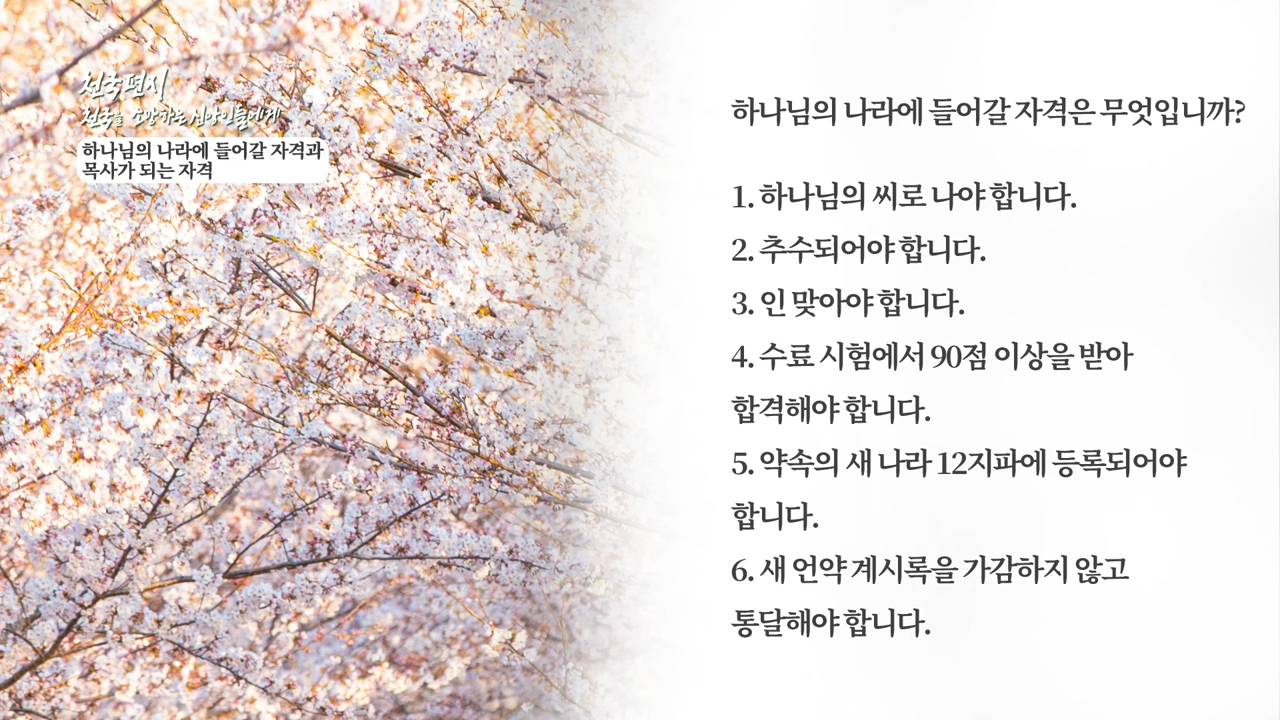 천국편지
천국을 소망하는 신앙인들에게
하나님의 나라에 들어갈 자격과
목사가 되는 자격
하나님의 나라에 들어갈 자격은 무엇입니까?
1. 하나님의 씨로 나야 합니다.
2. 추수되어야 합니다.
3. 인 맞아야 합니다.
4. 수료 시험에서 90점 이상을 받아
합격해야 합니다.
5. 약속의 새 나라 12지파에 등록되어야
합니다.
6. 새 언약 계시록을 가감하지 않고
통달해야 합니다.